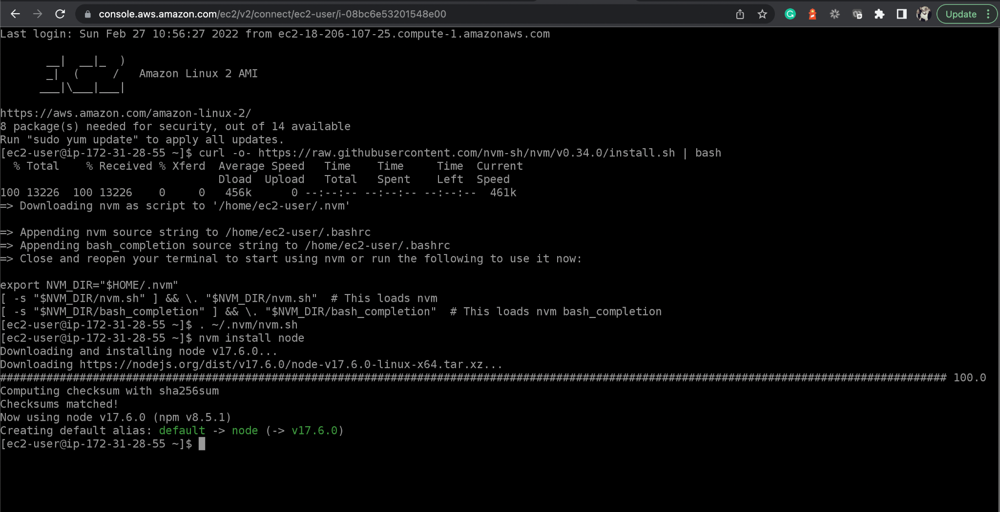 console.aws.amazon.com/ec2/v2/connect/ec2-user/i-08bc6e53201548e00
Update
Last login: Sun Feb 27 10:56:27 2022 from ec2-18-206-107-25.compute-1.amazonaws.com
       __|  __|_  )
       _|  (     /   Amazon Linux 2 AMI
      ___|\___|___|
https://aws.amazon.com/amazon-linux-2/
8 package(s) needed for security, out of 14 available
Run "sudo yum update" to apply all updates.
[ec2-user@ip-172-31-28-55 ~]$ curl -o- https://raw.githubusercontent.com/nvm-sh/nvm/v0.34.0/install.sh | bash
  % Total    % Received % Xferd  Average Speed   Time    Time     Time  Current
                                 Dload  Upload   Total   Spent    Left  Speed
100 13226  100 13226    0     0   456k      0 --:--:-- --:--:-- --:--:--  461k
=> Downloading nvm as script to '/home/ec2-user/.nvm'
=> Appending nvm source string to /home/ec2-user/.bashrc
=> Appending bash_completion source string to /home/ec2-user/.bashrc
=> Close and reopen your terminal to start using nvm or run the following to use it now:
export NVM_DIR="$HOME/.nvm"
[ -s "$NVM_DIR/nvm.sh" ] && \. "$NVM_DIR/nvm.sh"  # This loads nvm
[ -s "$NVM_DIR/bash_completion" ] && \. "$NVM_DIR/bash_completion"  # This loads nvm bash_completion
[ec2-user@ip-172-31-28-55 ~]$ . ~/.nvm/nvm.sh
[ec2-user@ip-172-31-28-55 ~]$ nvm install node
Downloading and installing node v17.6.0...
Downloading https://nodejs.org/dist/v17.6.0/node-v17.6.0-linux-x64.tar.xz...
############################################################################################################################################### 100.0
Computing checksum with sha256sum
Checksums matched!
Now using node v17.6.0 (npm v8.5.1)
Creating default alias: default -> node (-> v17.6.0)
[ec2-user@ip-172-31-28-55 ~]$